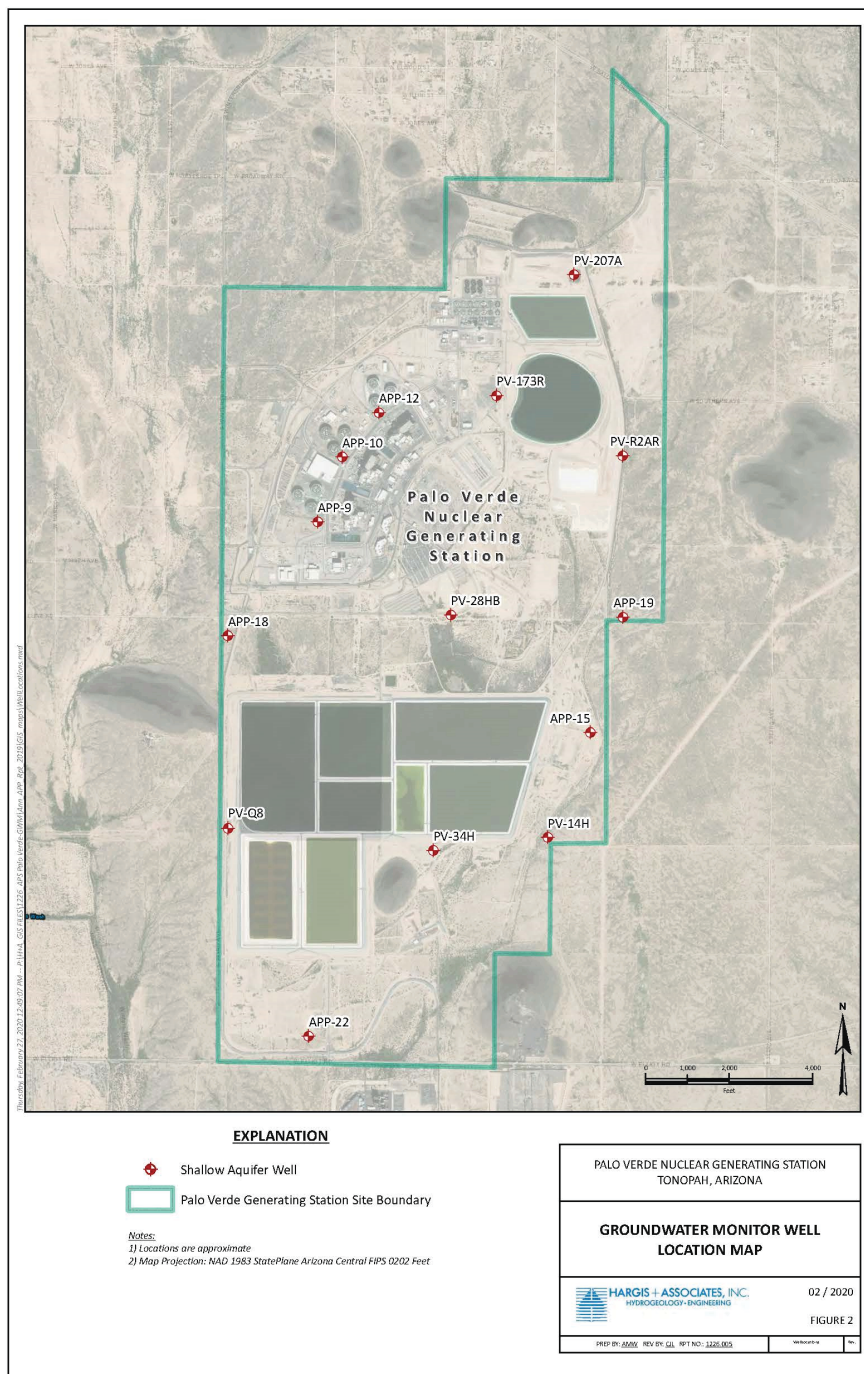 PV-207A
PV-173R
APP-12
APP-10
PV-R2AR
APP-9
Palo Verde
Nuclear
Generating
Station
PV-28HB
APP-19
APP-18
APP-15
PV-Q8
PV-34H
PV-14H
APP-22
N
0 1,000 2,000 4,000
Feet
EXPLANATION
Shallow Aquifer Well
Palo Verde Generating Station Site Boundary
Notes:
1) Locations are approximate
2) Map Projection: NAD 1983 StatePlane Arizona Central FIPS 0202 Feet
PALO VERDE NUCLEAR GENERATING STATION
TONOPAH, ARIZONA
GROUNDWATER MONITOR WELL
LOCATION MAP
HARGIS + ASSOCIATES, INC.
HYDROGEOLOGY • ENGINEERING
02 / 2020
FIGURE 2
PREP BY: AMW REV BY: CJL RPT NO.: 1226.005
Rev.